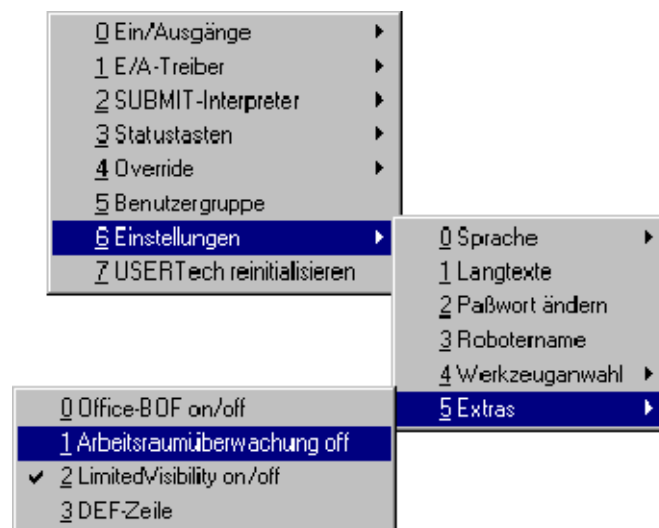 0 Ein/Ausgänge
1 E/A-Treiber
2 SUBMIT-Interpreter
3 Statustasten
4 Override
5 Benutzergruppe
6 Einstellungen
7 USERTech reinitialisieren
0 Sprache
1 Langtexte
2 Paßwort ändern
3 Robotername
4 Werkzeuganwahl
5 Extras
0 Office-BOF on/off
1 Arbeitsraumüberwachung off
2 LimitedVisibility on/off
3 DEF-Zeile